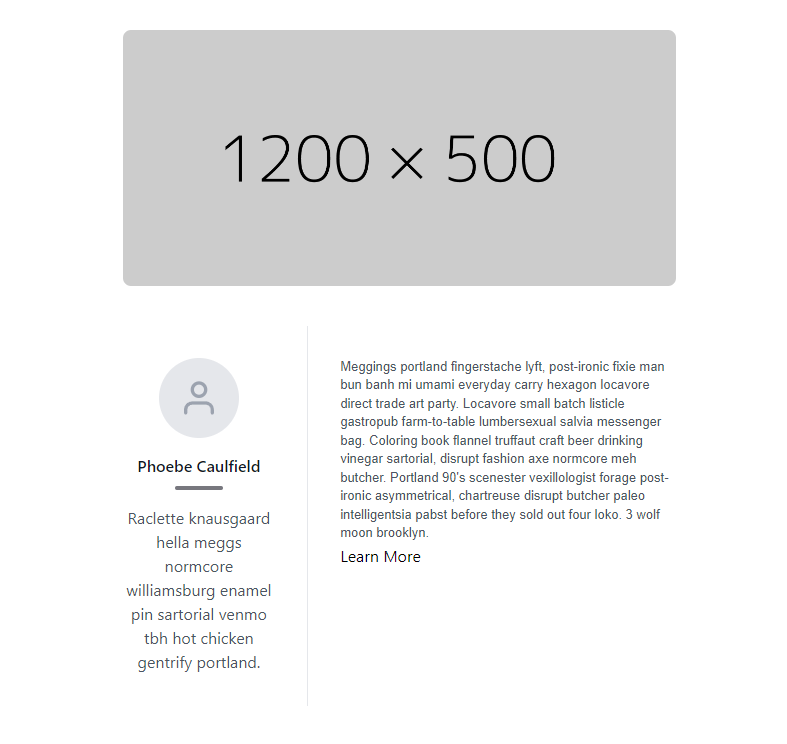 1200 × 500
Phoebe Caulfield
Raclette knausgaard
hella meggs
normcore
williamsburg enamel
pin sartorial venmo
tbh hot chicken
gentrify portland.
Meggings portland fingerstache lyft, post-ironic fixie man
bun banh mi umami everyday carry hexagon locavore
direct trade art party. Locavore small batch listicle
gastropub farm-to-table lumbersexual salvia messenger
bag. Coloring book flannel truffaut craft beer drinking
vinegar sartorial, disrupt fashion axe normcore meh
butcher. Portland 90's scenester vexillologist forage post-
ironic asymmetrical, chartreuse disrupt butcher paleo
intelligentsia pabst before they sold out four loko. 3 wolf
moon brooklyn.
Learn More